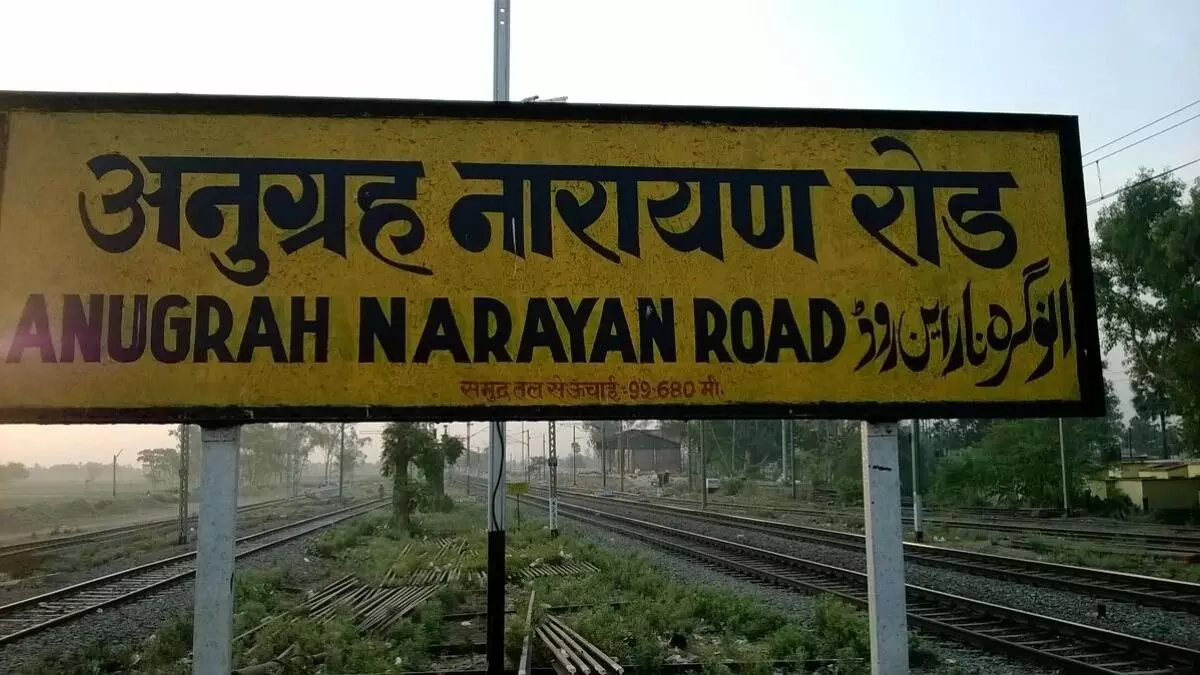 अनुग्रह नारायण रोड
ANUGRAH NARAYAN ROAD انوگرہ نارائن روڈ
समुद्र तल से ऊंचाई :-99.680 मी.